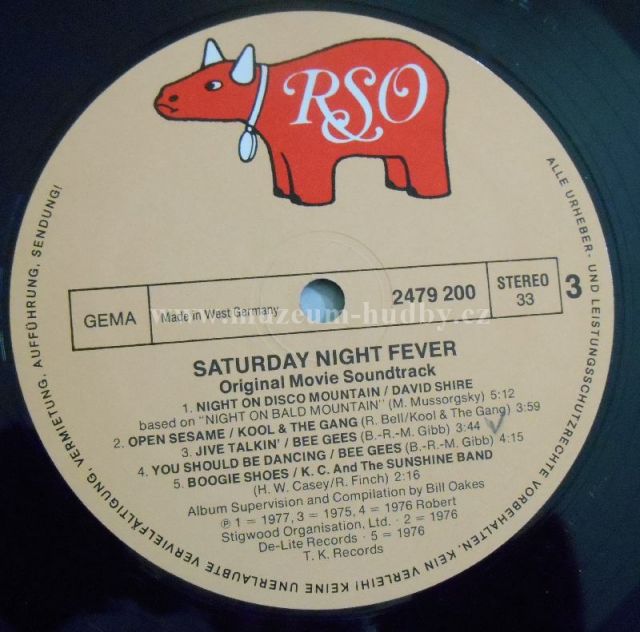 RSO
GEMA
Made in West Germany
2479 200
STEREO
33
3
www.muzeum-hudby.cz
SATURDAY NIGHT FEVER
Original Movie Soundtrack
1. NIGHT ON DISCO MOUNTAIN / DAVID SHIRE
based on "NIGHT ON BALD MOUNTAIN" (M. Mussorgsky) 5:12
2. OPEN SESAME / KOOL & THE GANG (R. Bell/Kool & The Gang) 3:59
3. JIVE TALKIN' / BEE GEES (B.-R.-M. Gibb) 3:44
4. YOU SHOULD BE DANCING / BEE GEES (B.-R.-M. Gibb) 4:15
5. BOOGIE SHOES / K. C. And The SUNSHINE BAND
(H. W. Casey/R. Finch) 2:16
Album Supervision and Compilation by Bill Oakes
℗ 1 = 1977, 3 = 1975, 4 = 1976 Robert
Stigwood Organisation, Ltd. · 2 = 1976
De-Lite Records · 5 = 1976
T. K. Records
ALLE URHEBER- UND LEISTUNGSSCHUTZRECHTE VORBEHALTEN. KEIN VERLEIH! KEINE UNERLAUBTE VERVIELFÄLTIGUNG, VERMIETUNG, AUFFÜHRUNG, SENDUNG!